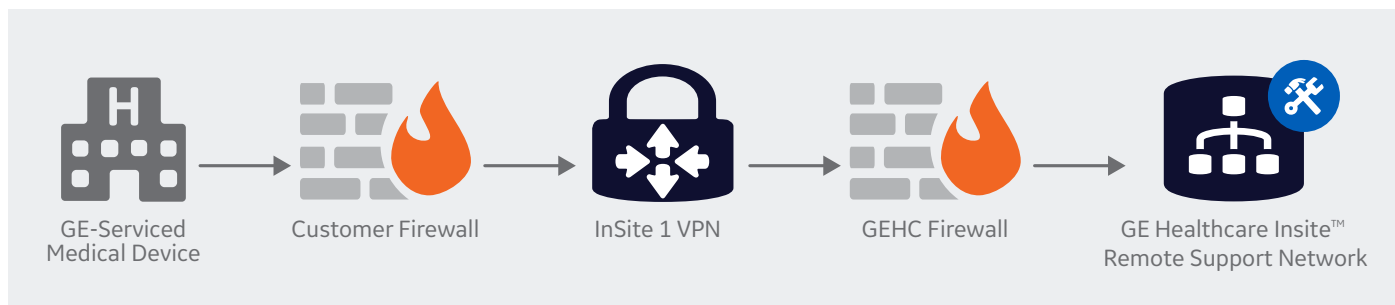 H
GE-Serviced
Medical Device
Customer Firewall
InSite 1 VPN
GEHC Firewall
GE Healthcare Insite™
Remote Support Network